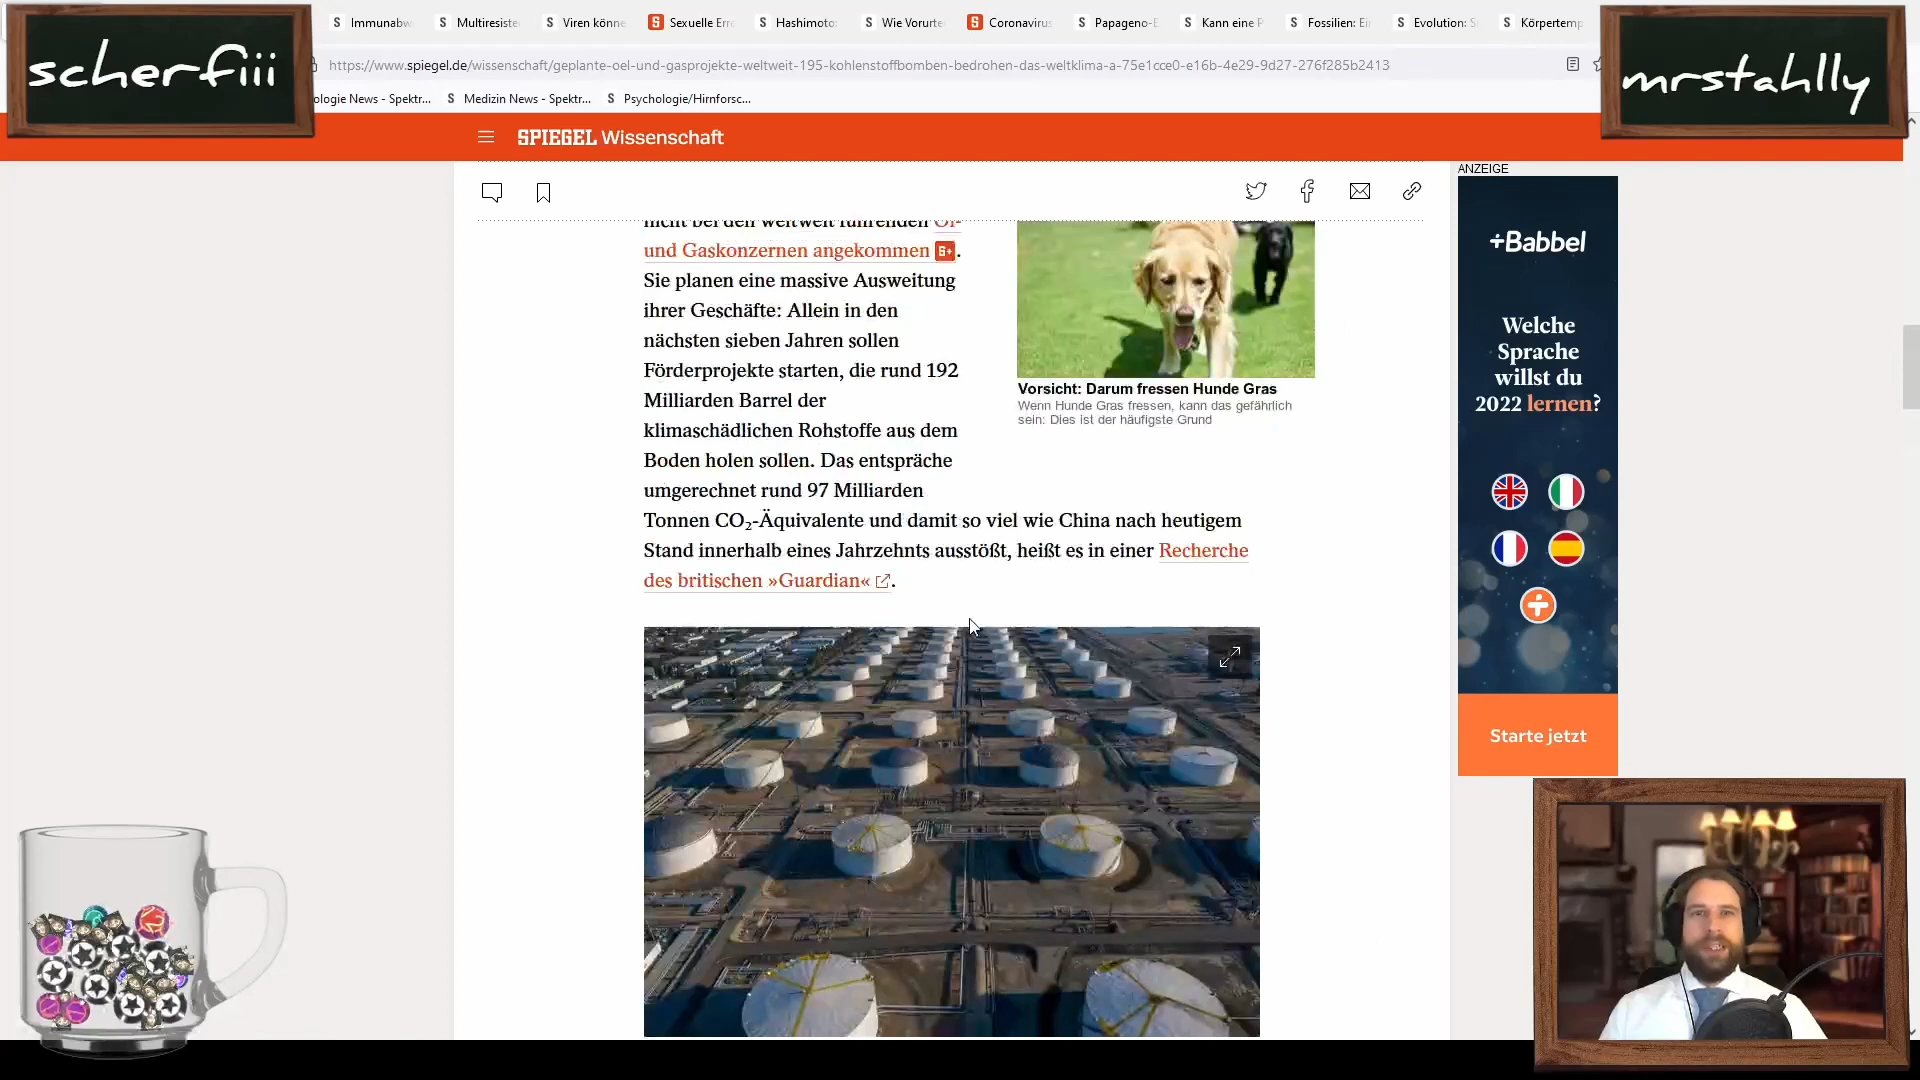 scherfiii
Immunabw
Multiresiste
Viren könne
Sexuelle Erre
Hashimoto:
Wie Vorurte
Coronavirus
Papageno-E
Kann eine P
Fossilien: Ei
Evolution: S
Körpertemp
mrstahlly
https://www.spiegel.de/wissenschaft/geplante-oel-und-gasprojekte-weltweit-195-kohlenstoffbomben-bedrohen-das-weltklima-a-75e1cce0-e16b-4e29-9d27-276f285b2413
ologie News - Spektr...
Medizin News - Spektr...
Psychologie/Hirnforsc...
SPIEGEL Wissenschaft
nicht bei den weltweit führenden Öl-
und Gaskonzernen angekommen S+.
Sie planen eine massive Ausweitung
ihrer Geschäfte: Allein in den
nächsten sieben Jahren sollen
Förderprojekte starten, die rund 192
Milliarden Barrel der
klimaschädlichen Rohstoffe aus dem
Boden holen sollen. Das entspräche
umgerechnet rund 97 Milliarden
Tonnen CO₂-Äquivalente und damit so viel wie China nach heutigem
Stand innerhalb eines Jahrzehnts ausstößt, heißt es in einer Recherche
des britischen »Guardian«.
Vorsicht: Darum fressen Hunde Gras
Wenn Hunde Gras fressen, kann das gefährlich
sein: Dies ist der häufigste Grund
ANZEIGE
+Babbel
Welche
Sprache
willst du
2022 lernen?
Starte jetzt